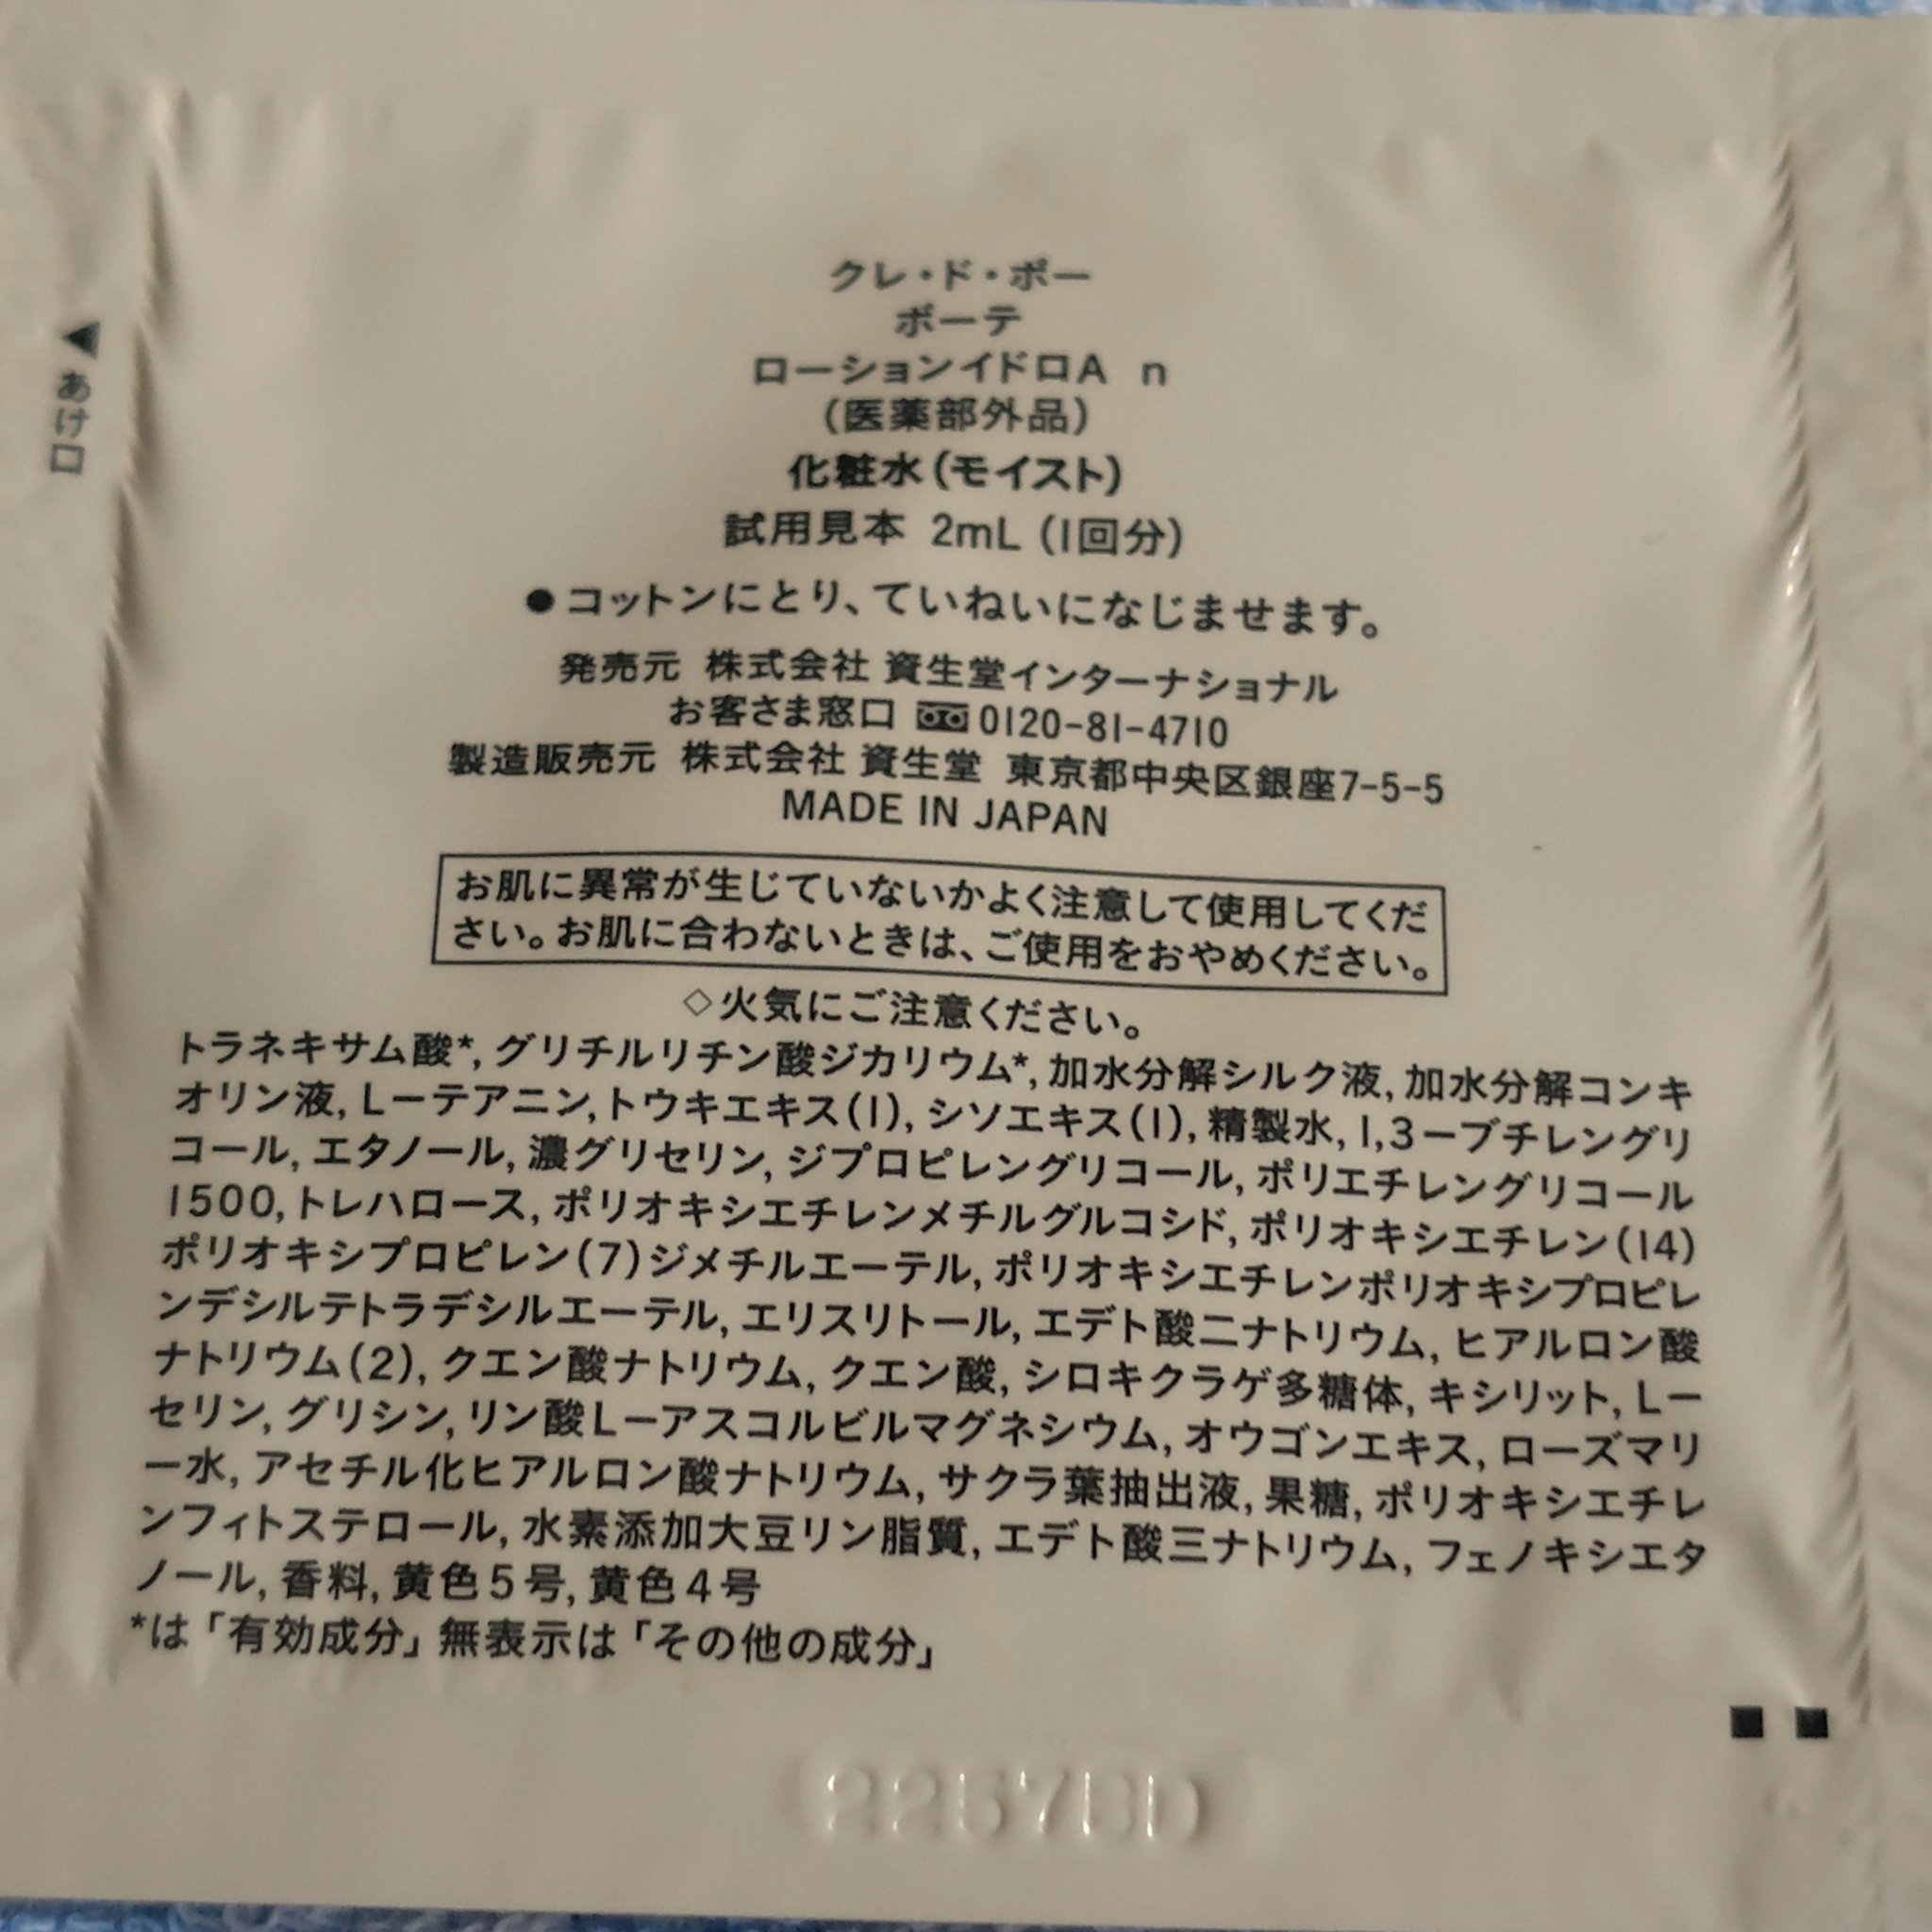 クレ・ド・ポー
ボーテ
ローションイドロA n
(医薬部外品)
化粧水(モイスト)
試用見本 2mL (1回分)
●コットンにとり、ていねいになじませます。
発売元 株式会社 資生堂インターナショナル
お客さま窓口 0120-81-4710
製造販売元 株式会社 資生堂 東京都中央区銀座7-5-5
MADE IN JAPAN
お肌に異常が生じていないかよく注意して使用してくだ
さい。お肌に合わないときは、ご使用をおやめください。
◇火気にご注意ください。
トラネキサム酸*, グリチルリチン酸ジカリウム*, 加水分解シルク液, 加水分解コンキ
オリン液, Lーテアニン, トウキエキス(1), シソエキス(1), 精製水, 1,3ーブチレングリ
コール, エタノール, 濃グリセリン, ジプロピレングリコール, ポリエチレングリコール
1500, トレハロース, ポリオキシエチレンメチルグルコシド, ポリオキシエチレン(14)
ポリオキシプロピレン(7)ジメチルエーテル, ポリオキシエチレンポリオキシプロピレ
ンデシルテトラデシルエーテル, エリスリトール, エデト酸二ナトリウム, ヒアルロン酸
ナトリウム(2), クエン酸ナトリウム, クエン酸, シロキクラゲ多糖体, キシリット, Lー
セリン, グリシン, リン酸Lーアスコルビルマグネシウム, オウゴンエキス, ローズマリ
ー水, アセチル化ヒアルロン酸ナトリウム, サクラ葉抽出液, 果糖, ポリオキシエチレ
ンフィトステロール, 水素添加大豆リン脂質, エデト酸三ナトリウム, フェノキシエタ
ノール, 香料, 黄色5号, 黄色4号
*は「有効成分」無表示は「その他の成分」
◀あけ口